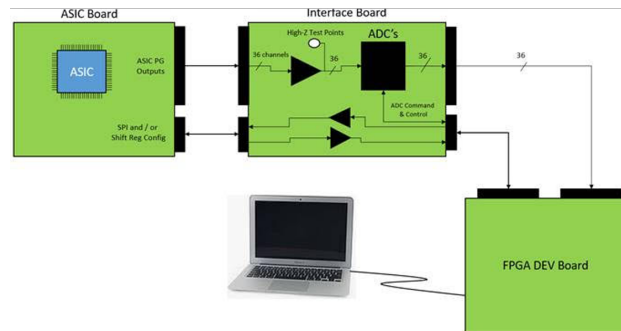 ASIC Board
Interface Board
High-Z Test Points
ADC's
36 channels
36
36
36
ASIC
ASIC PG
Outputs
ADC Command
& Control
SPI and / or
Shift Reg Config
FPGA DEV Board